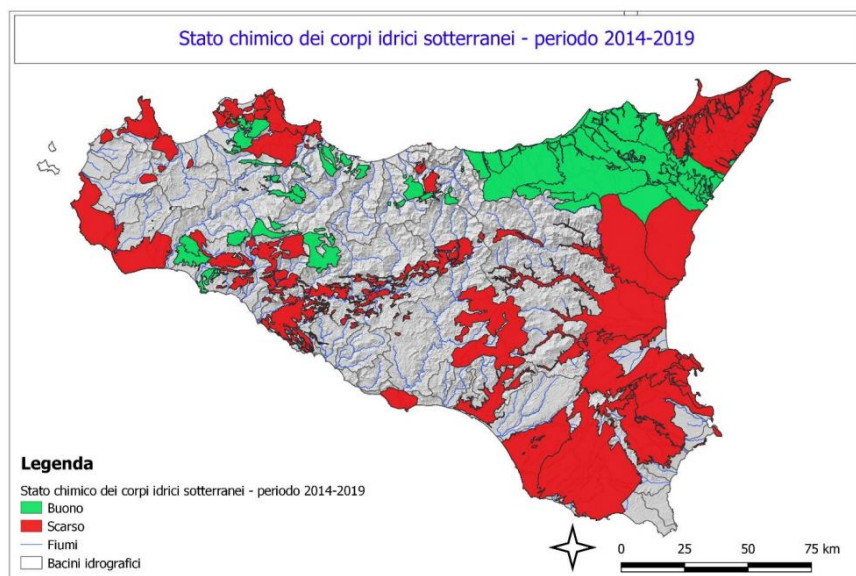 Stato chimico dei corpi idrici sotterranei - periodo 2014-2019
Legenda
Stato chimico dei corpi idrici sotterranei - periodo 2014-2019
Buono
Scarso
Fiumi
Bacini idrografici
0 25 50 75 km